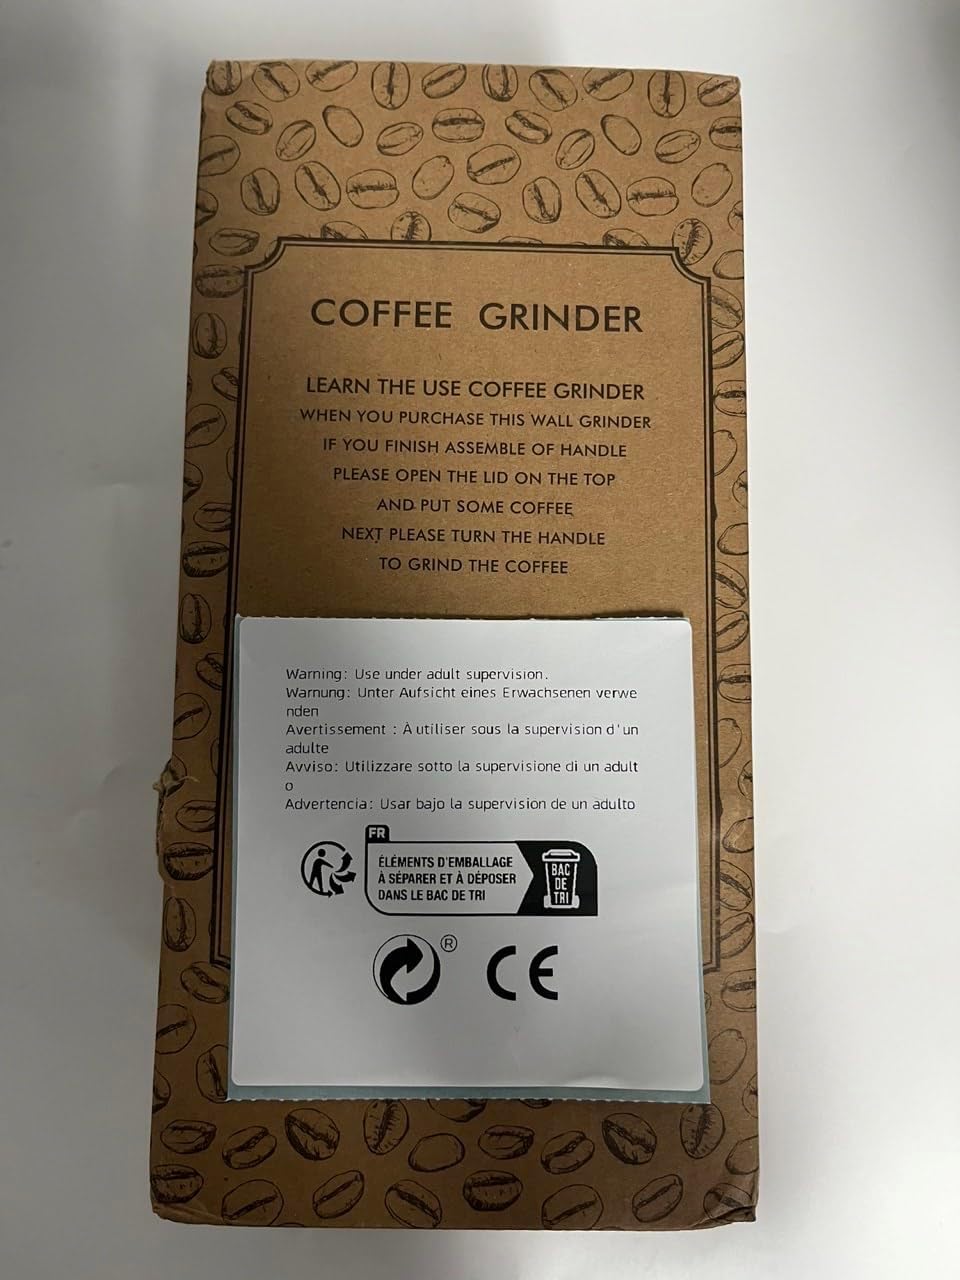 COFFEE GRINDER
LEARN THE USE COFFEE GRINDER
WHEN YOU PURCHASE THIS WALL GRINDER
IF YOU FINISH ASSEMBLE OF HANDLE
PLEASE OPEN THE LID ON THE TOP
AND PUT SOME COFFEE
NEXT PLEASE TURN THE HANDLE
TO GRIND THE COFFEE
Warning: Use under adult supervision.
Warnung: Unter Aufsicht eines Erwachsenen verwe
nden
Avertissement : À utiliser sous la supervision d'un
adulte
Avviso: Utilizzare sotto la supervisione di un adult
o
Advertencia: Usar bajo la supervisión de un adulto
FR
ÉLÉMENTS D'EMBALLAGE
À SÉPARER ET À DÉPOSER
DANS LE BAC DE TRI
BAC
DE
TRI
® CE